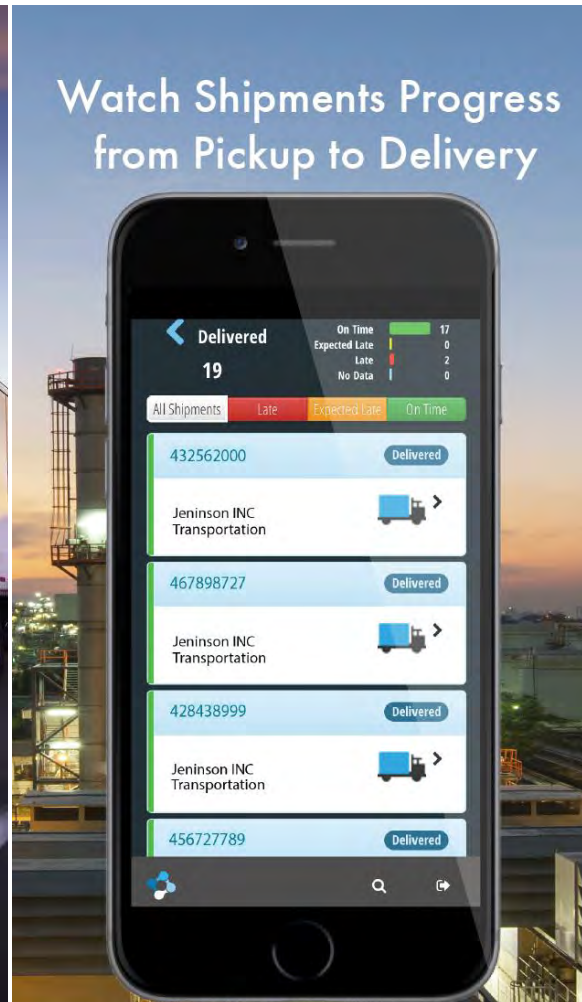 Watch Shipments Progress
from Pickup to Delivery
Delivered
19
On Time 17
Expected Late 0
Late 2
No Data 0
All Shipments Late Expected Late On Time
432562000 Delivered
Jeninson INC
Transportation
467898727 Delivered
Jeninson INC
Transportation
428438999 Delivered
Jeninson INC
Transportation
456727789 Delivered